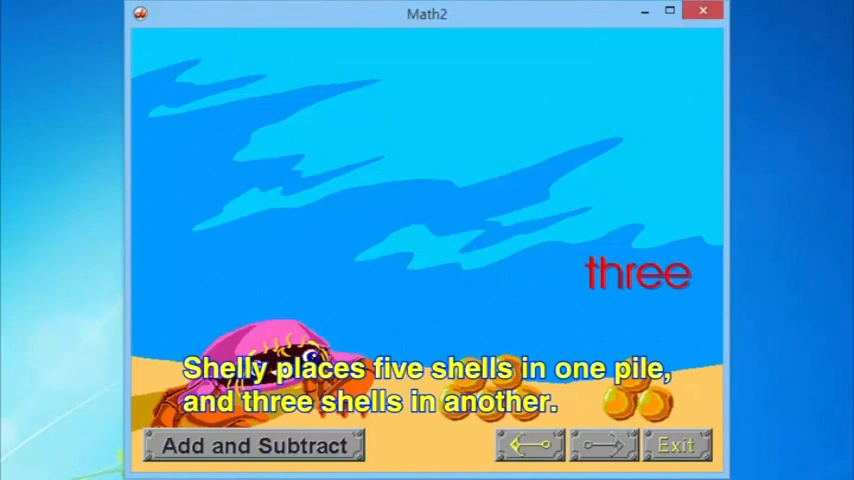 Math2
three
Shelly places five shells in one pile,
and three shells in another.
Add and Subtract
Exit